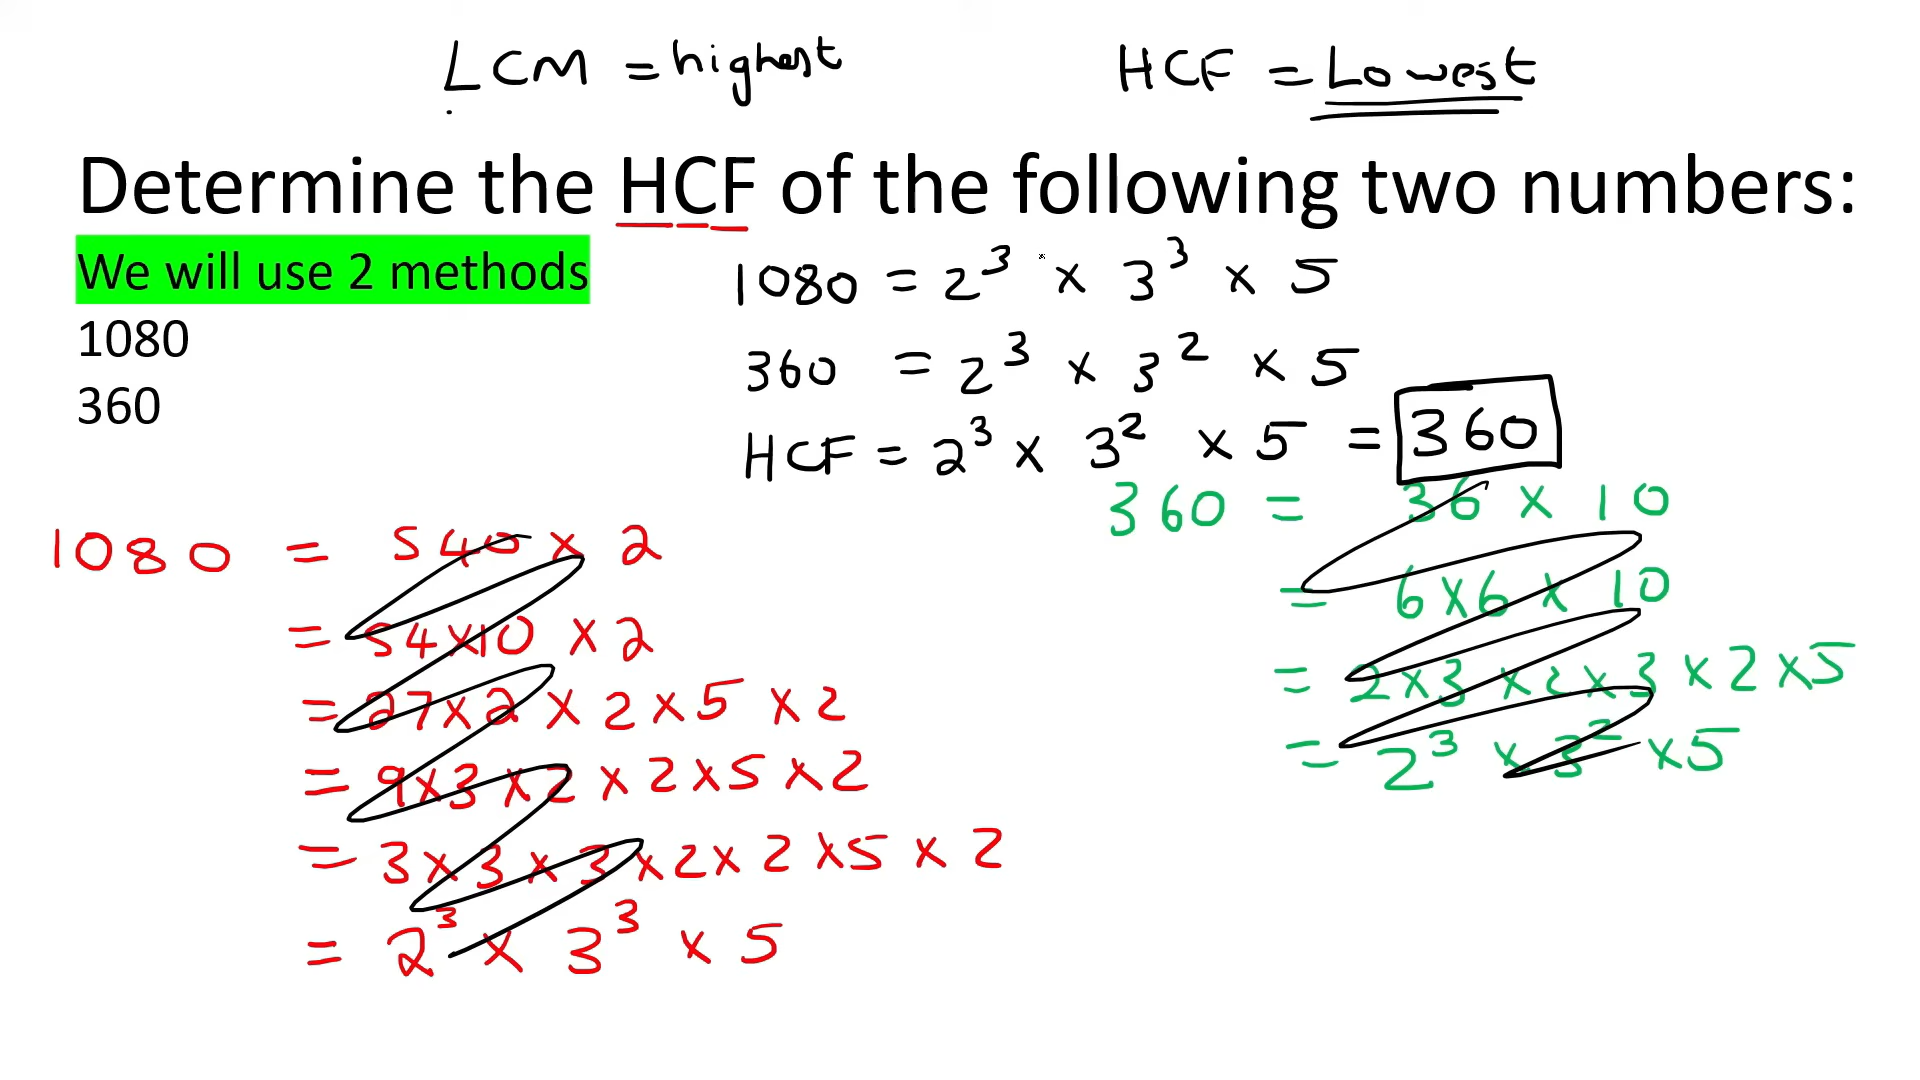 LCM = highest
HCF = Lowest
Determine the HCF of the following two numbers:
We will use 2 methods
1080
360
1080 = 2³ × 3³ × 5
360 = 2³ × 3² × 5
HCF = 2³ × 3² × 5 = 360
360 = 36 × 10
= 6 × 6 × 10
= 2 × 3 × 2 × 3 × 2 × 5
= 2³ × 3² × 5
1080 = 540 × 2
= 54 × 10 × 2
= 27 × 2 × 2 × 5 × 2
= 9 × 3 × 2 × 2 × 5 × 2
= 3 × 3 × 3 × 2 × 2 × 5 × 2
= 2³ × 3³ × 5